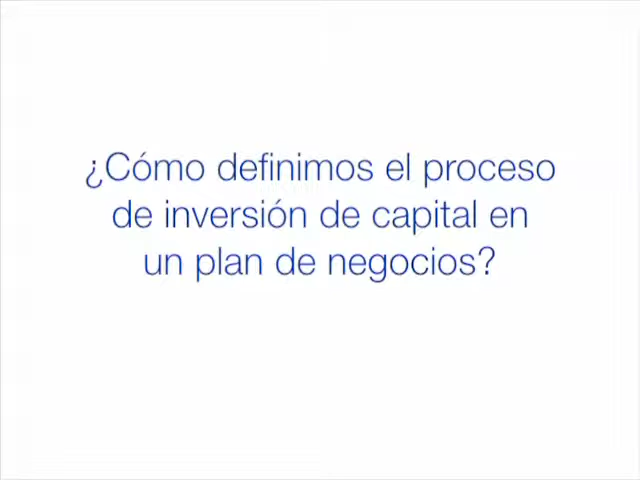 ¿Cómo definimos el proceso
de inversión de capital en
un plan de negocios?